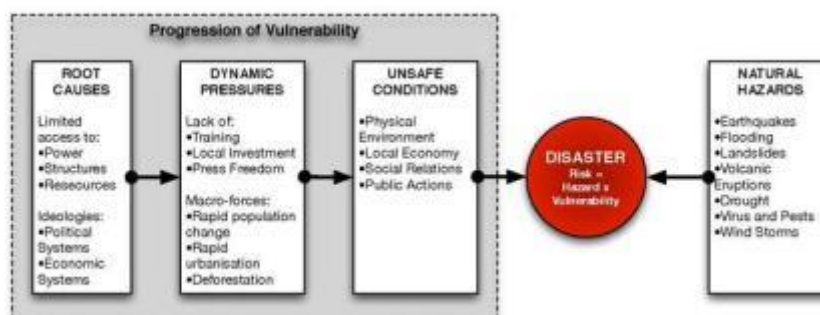 Progression of Vulnerability
ROOT
CAUSES
Limited
access to:
•Power
•Structures
•Reseources
Ideologies:
•Political
Systems
•Economic
Systems
DYNAMIC
PRESSURES
Lack of:
•Training
•Local Investment
•Press Freedom
Macro-forces:
•Rapid population
change
•Rapid
urbanisation
•Deforestation
UNSAFE
CONDITIONS
•Physical
Environment
•Local Economy
•Social Relations
•Public Actions
DISASTER
Risk =
Hazard x
Vulnerability
NATURAL
HAZARDS
•Earthquakes
•Flooding
•Landslides
•Volcanic
Eruptions
•Drought
•Virus and Pests
•Wind Storms